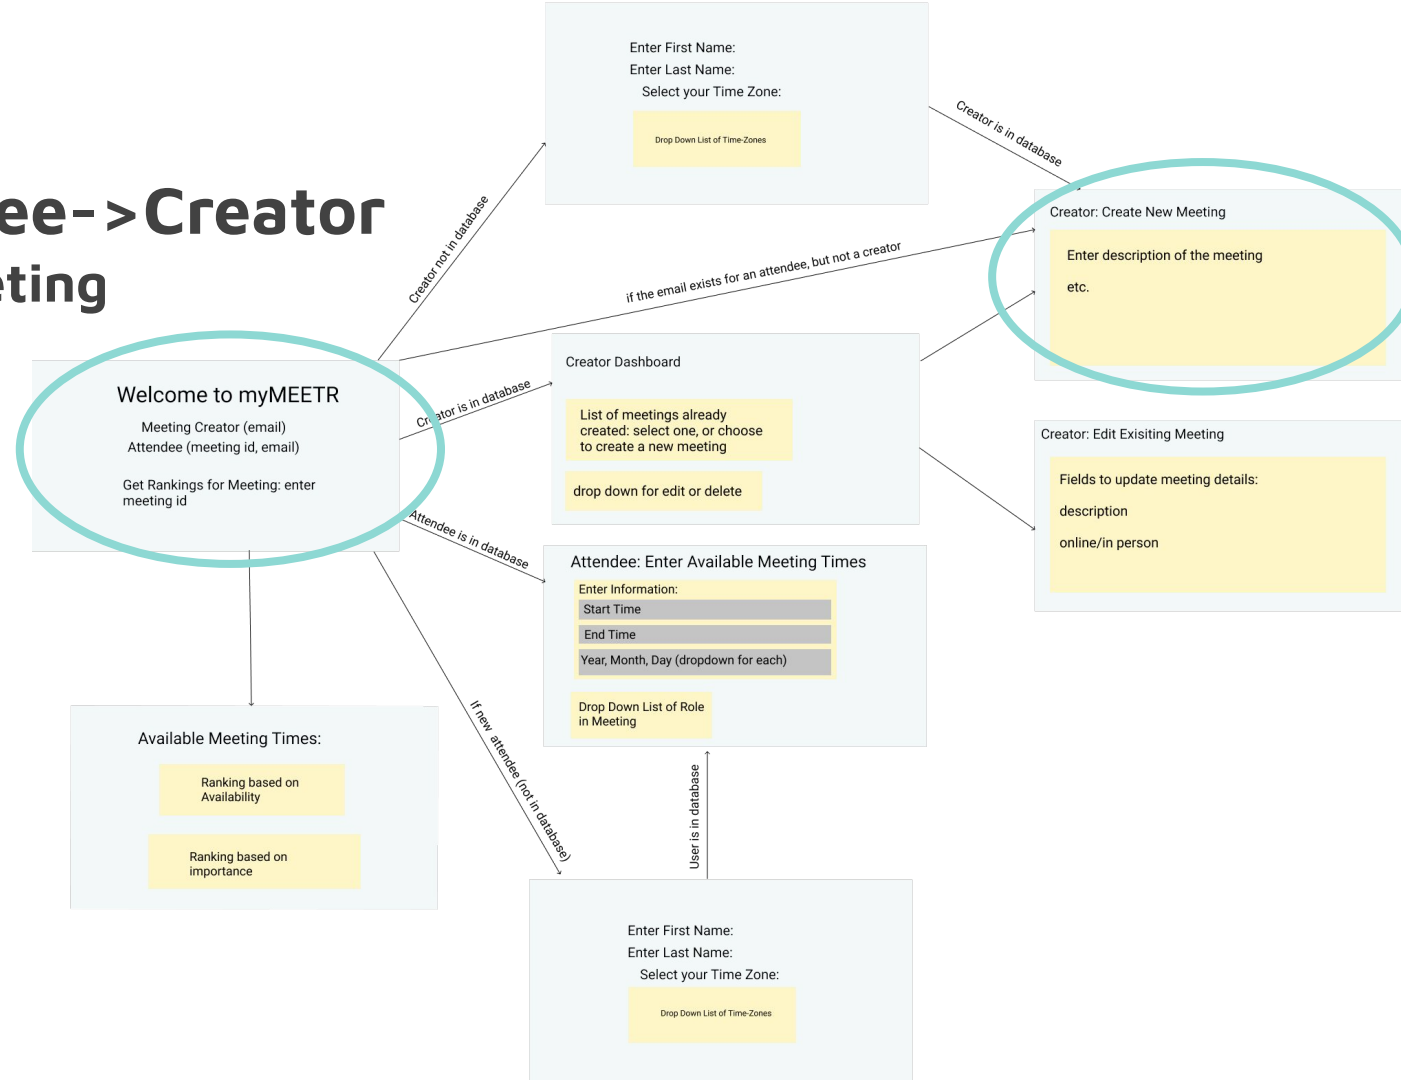 Enter First Name:
Enter Last Name:
Select your Time Zone:
Drop Down List of Time-Zones
Creator is in database
ee->Creator
eting
Creator not in database
if the email exists for an attendee, but not a creator
Creator: Create New Meeting
Enter description of the meeting
etc.
Welcome to myMEETR
Meeting Creator (email)
Attendee (meeting id, email)
Get Rankings for Meeting: enter
meeting id
Creator is in database
Creator Dashboard
List of meetings already
created: select one, or choose
to create a new meeting
drop down for edit or delete
Creator: Edit Exisiting Meeting
Fields to update meeting details:
description
online/in person
Attendee is in database
Attendee: Enter Available Meeting Times
Enter Information:
Start Time
End Time
Year, Month, Day (dropdown for each)
Drop Down List of Role
in Meeting
Available Meeting Times:
Ranking based on
Availability
Ranking based on
importance
If new attendee (not in database)
User is in database
Enter First Name:
Enter Last Name:
Select your Time Zone:
Drop Down List of Time-Zones